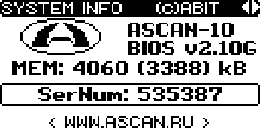 SYSTEM INFO (c)ABIT
ASCAN-10
BIOS v2.10G
MEM: 4060 (3388) kB
SerNum: 535387
< WWW.ASCAN.RU >